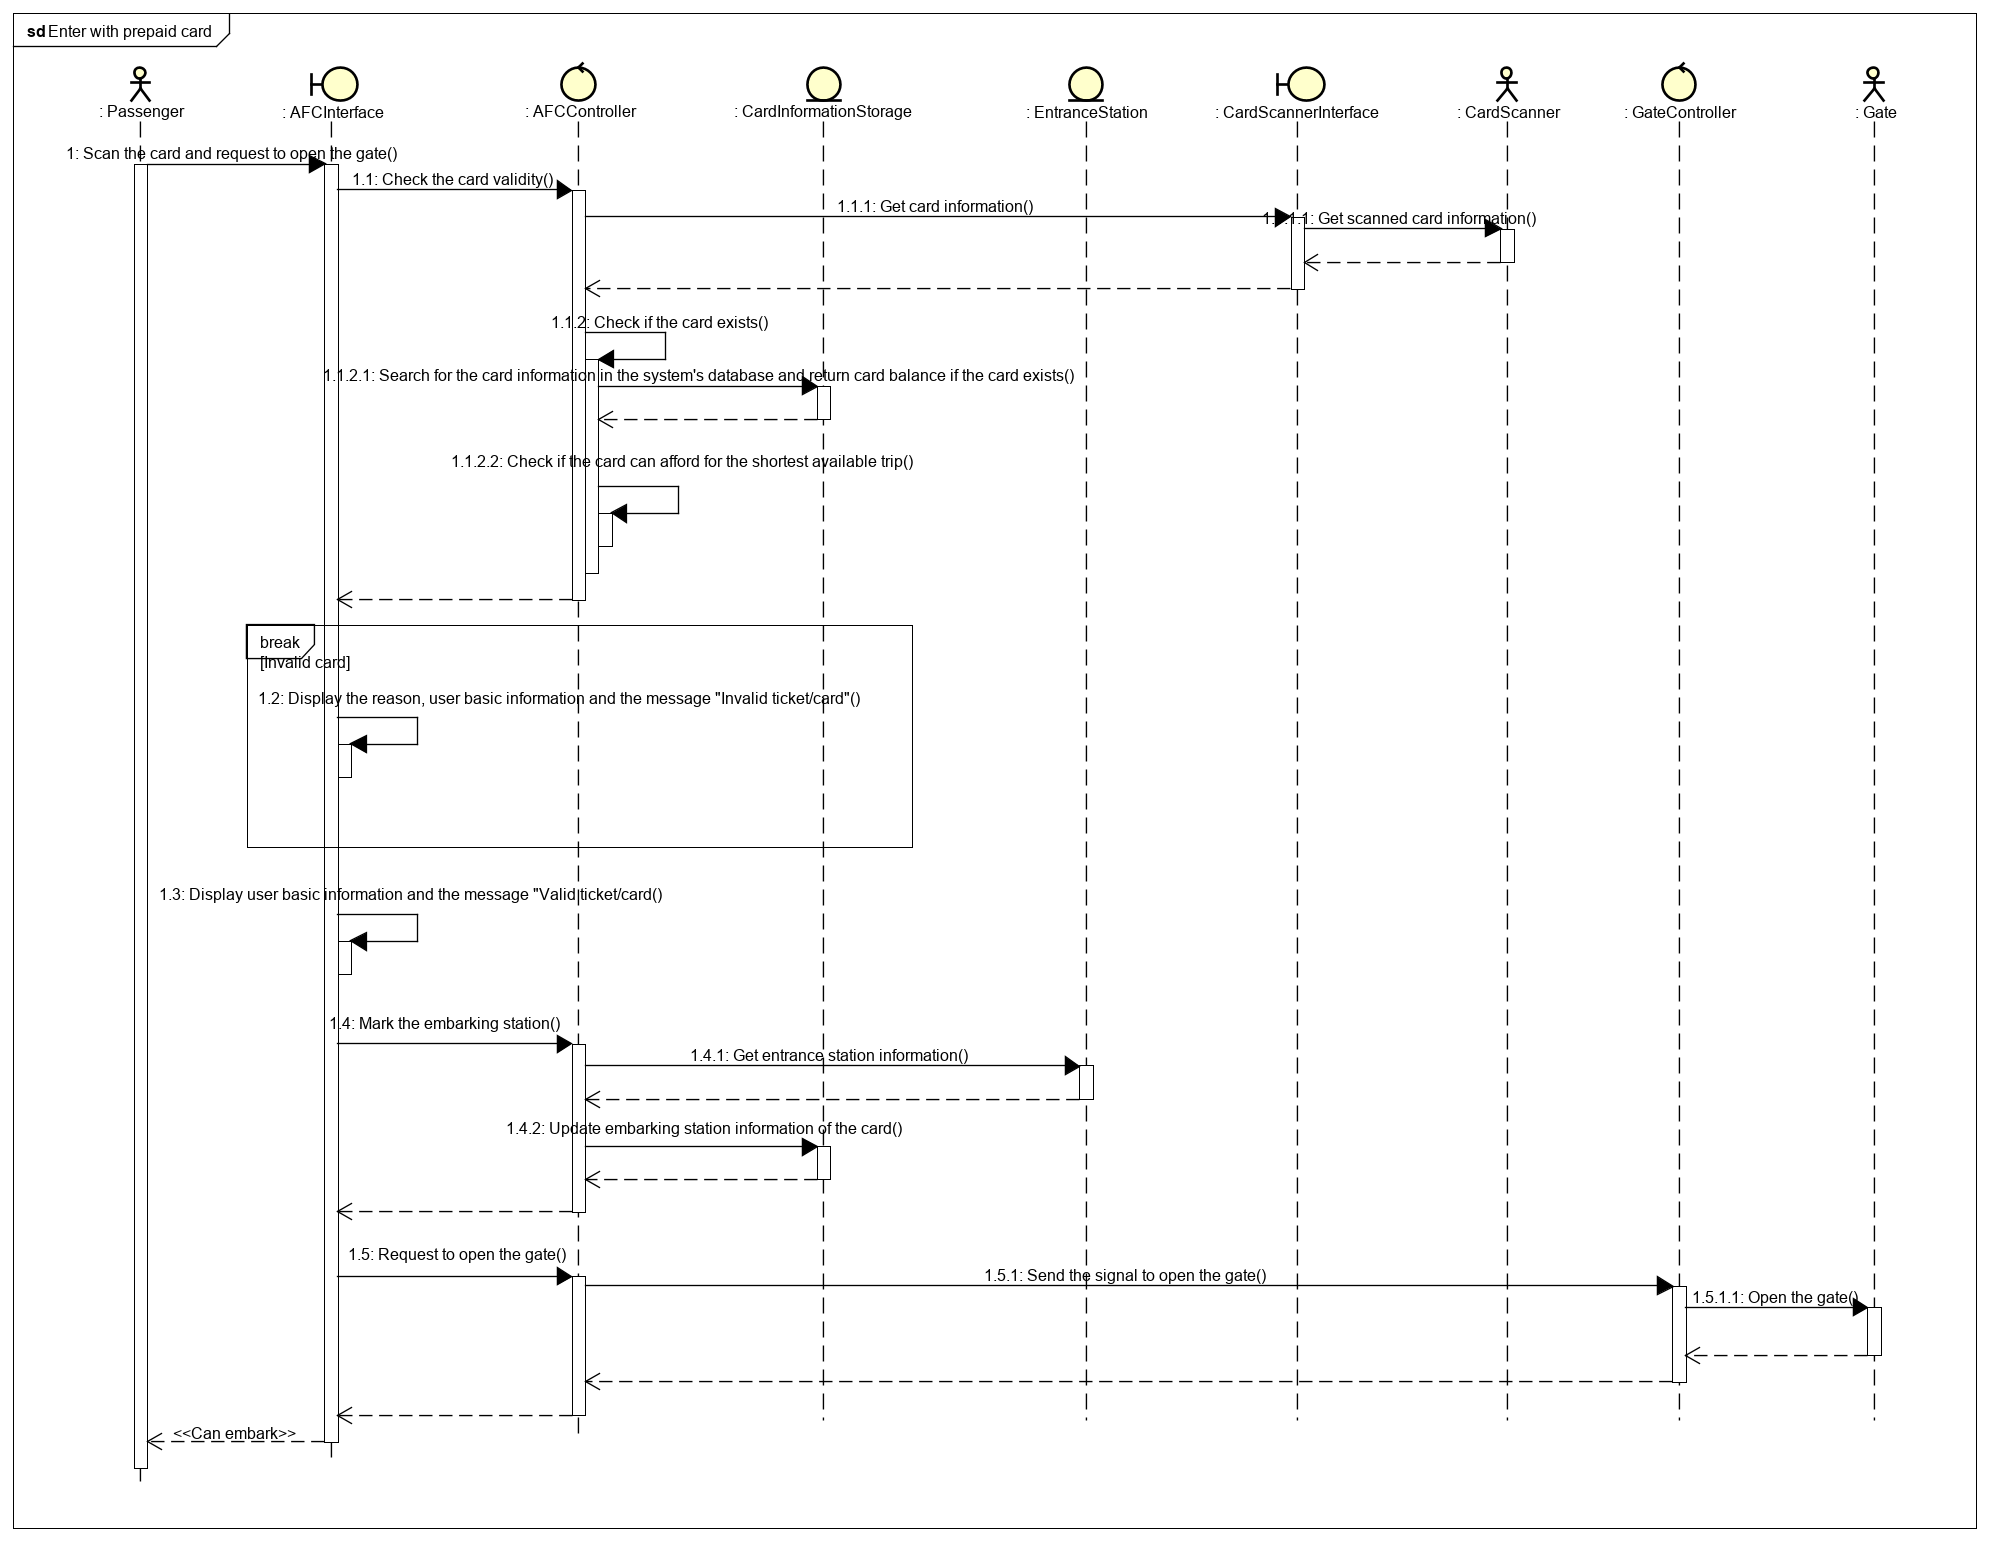 sd Enter with prepaid card
: Passenger
: AFCInterface
: AFCController
: CardInformationStorage
: EntranceStation
: CardScannerInterface
: CardScanner
: GateController
: Gate
1: Scan the card and request to open the gate()
1.1: Check the card validity()
1.1.1: Get card information()
1.1.1.1: Get scanned card information()
1.1.2: Check if the card exists()
1.1.2.1: Search for the card information in the system's database and return card balance if the card exists()
1.1.2.2: Check if the card can afford for the shortest available trip()
break
[Invalid card]
1.2: Display the reason, user basic information and the message "Invalid ticket/card"()
1.3: Display user basic information and the message "Valid ticket/card()
1.4: Mark the embarking station()
1.4.1: Get entrance station information()
1.4.2: Update embarking station information of the card()
1.5: Request to open the gate()
1.5.1: Send the signal to open the gate()
1.5.1.1: Open the gate()
<<Can embark>>